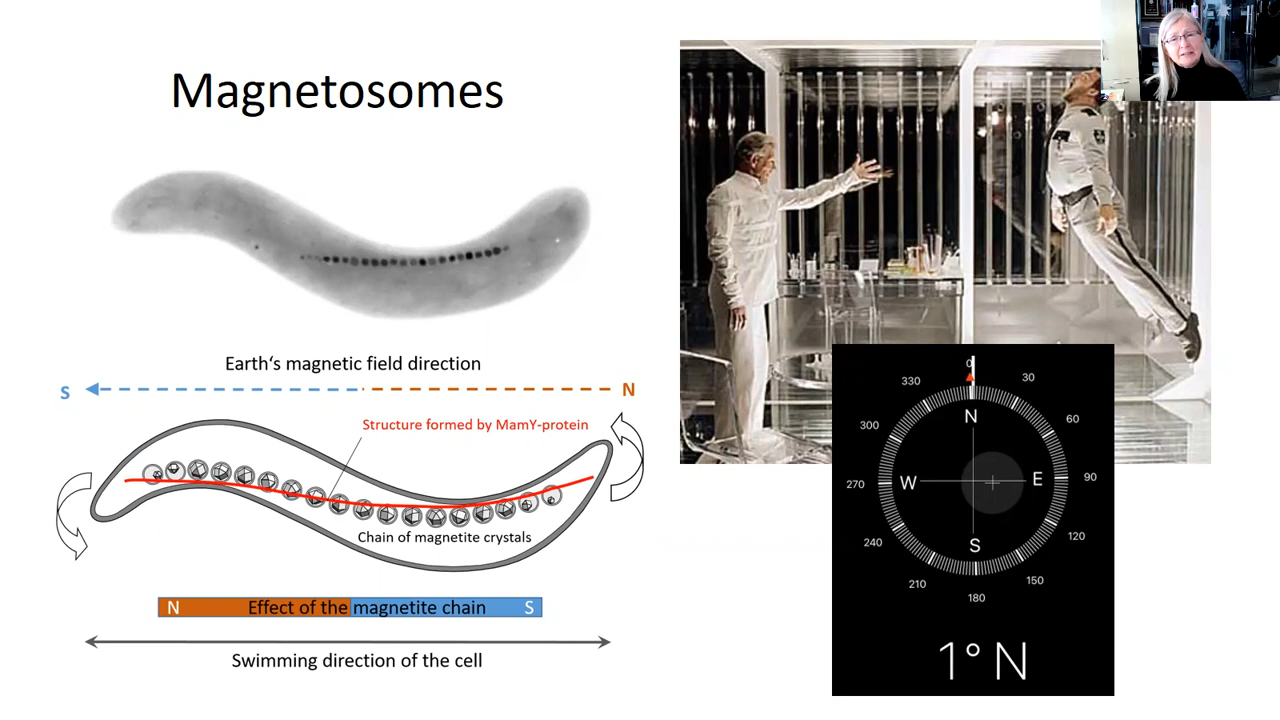 Magnetosomes
Earth‘s magnetic field direction
S
N
Structure formed by MamY-protein
Chain of magnetite crystals
N
Effect of the magnetite chain
S
Swimming direction of the cell
0
330
30
300
N
60
270
W
E
90
240
S
120
210
150
180
1° N